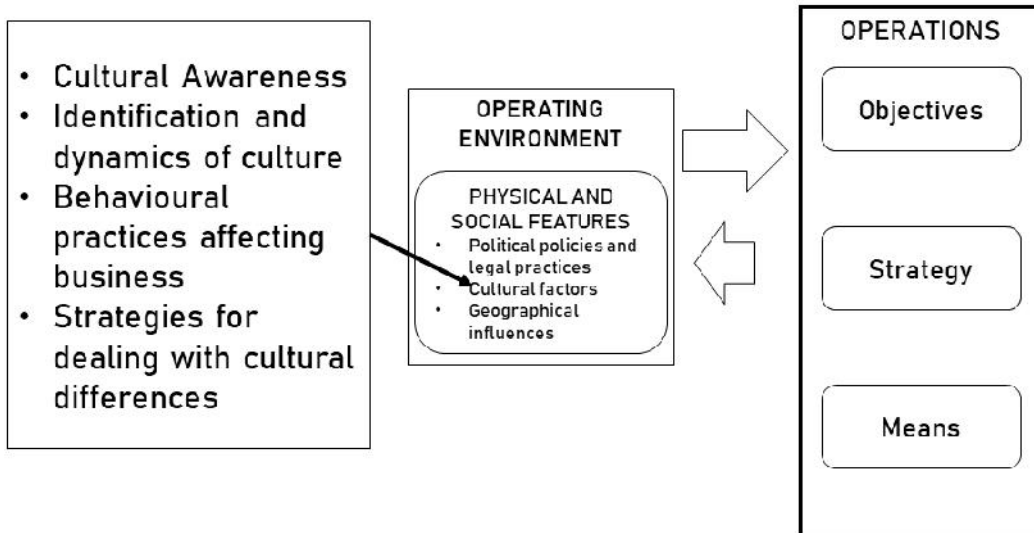 • Cultural Awareness
• Identification and
dynamics of culture
• Behavioural
practices affecting
business
• Strategies for
dealing with cultural
differences
OPERATING
ENVIRONMENT
PHYSICAL AND
SOCIAL FEATURES
• Political policies and
legal practices
• Cultural factors
• Geographical
influences
OPERATIONS
Objectives
Strategy
Means